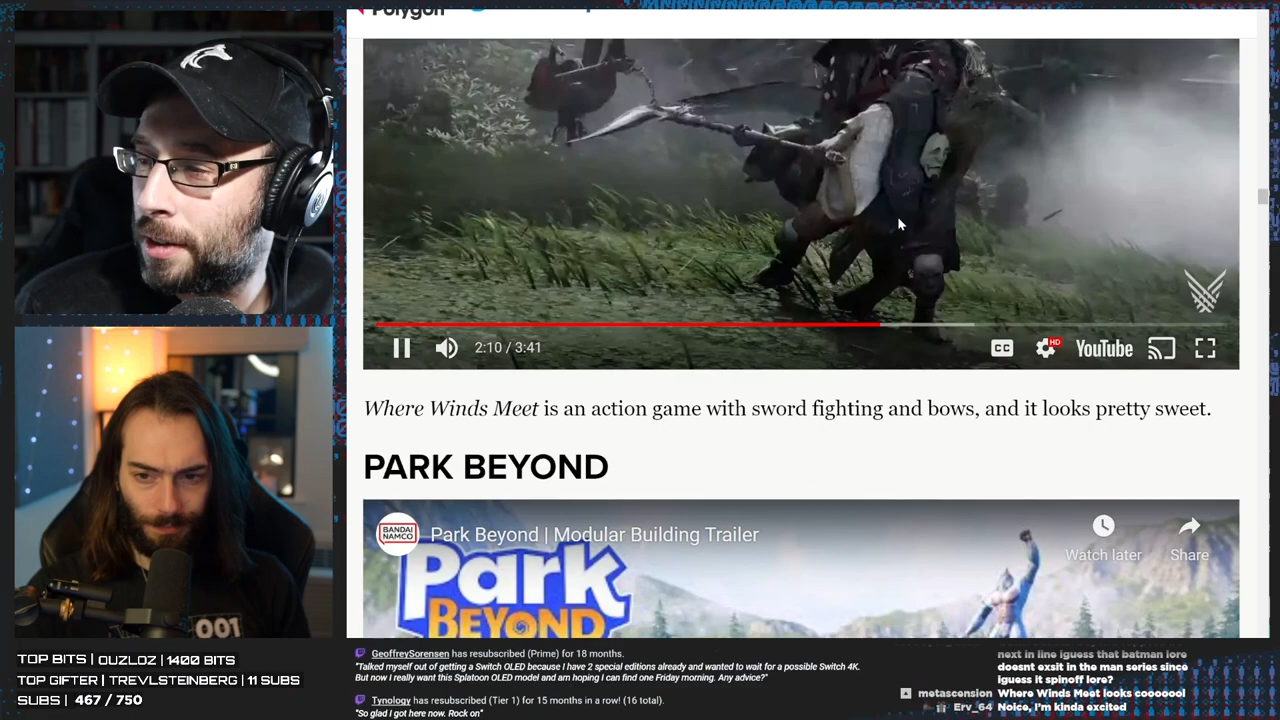 Polygon
2:10 / 3:41
CC
HD
YouTube
Where Winds Meet is an action game with sword fighting and bows, and it looks pretty sweet.
PARK BEYOND
BANDAI
NAMCO
Park Beyond | Modular Building Trailer
Watch later
Share
Park
BEYOND
001
TOP BITS | OUZLOZ | 1400 BITS
TOP GIFTER | TREVLSTEINBERG | 11 SUBS
SUBS | 467 / 750
GeoffreySorensen has resubscribed (Prime) for 18 months.
"Talked myself out of getting a Switch OLED because I have 2 special editions already and wanted to wait for a possible Switch 4K.
But now I really want this Splatoon OLED model and am hoping I can find one Friday morning. Any advice?"
Tynology has resubscribed (Tier 1) for 15 months in a row! (16 total).
"So glad I got here now. Rock on"
next in line iguess that batman lore
doesnt exsit in the man series since
iguess it spinoff lore?
metascension Where Winds Meet looks cooooool
Erv_64 Noice, I'm kinda excited